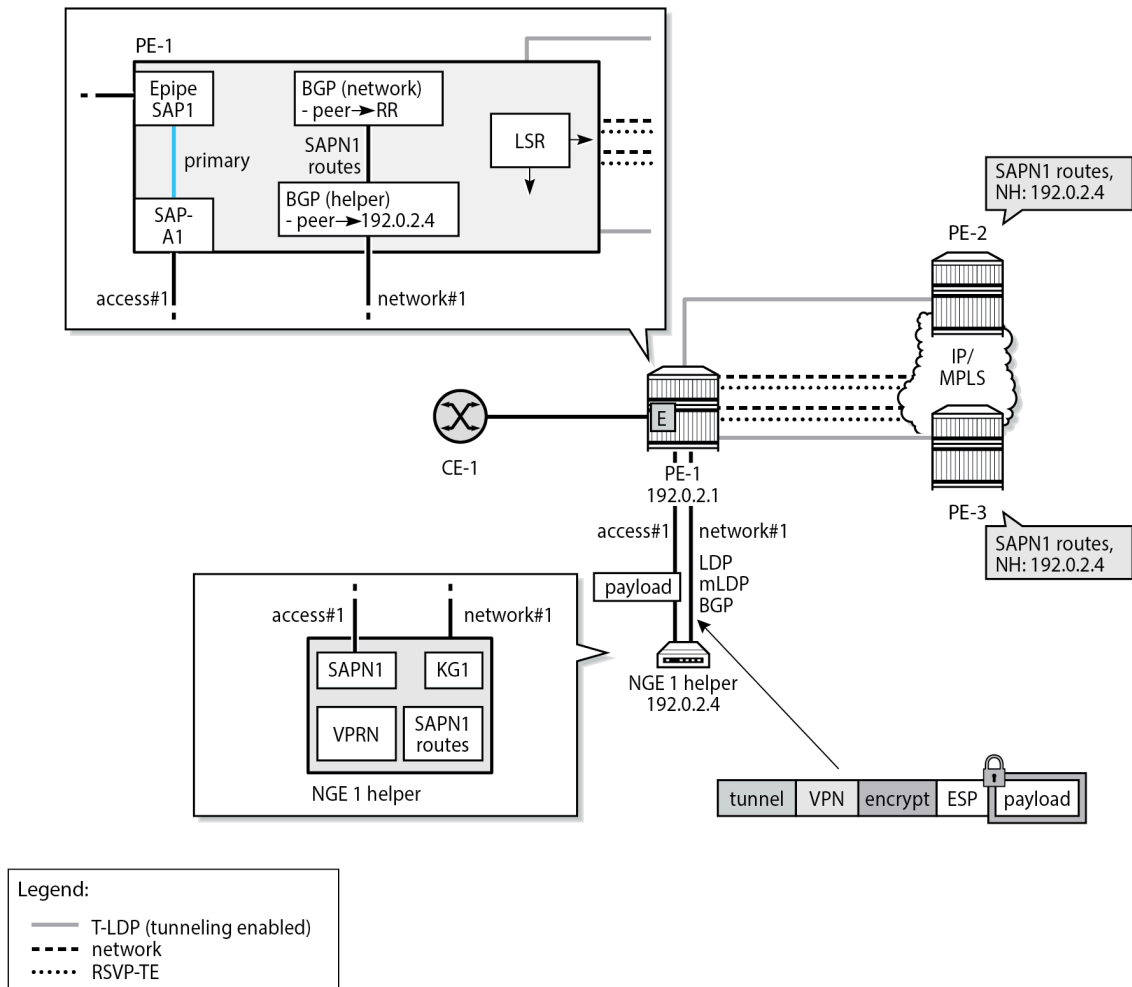 PE-1
Epipe
SAP1
BGP (network)
- peer→RR
primary
SAPN1
routes
LSR
SAP-
A1
BGP (helper)
- peer→192.0.2.4
access#1
network#1
SAPN1 routes,
NH: 192.0.2.4
PE-2
IP/
MPLS
E
CE-1
PE-1
192.0.2.1
PE-3
SAPN1 routes,
NH: 192.0.2.4
access#1
network#1
LDP
mLDP
BGP
payload
access#1
network#1
SAPN1
KG1
VPRN
SAPN1
routes
NGE 1 helper
NGE 1 helper
192.0.2.4
tunnel
VPN
encrypt
ESP
payload
Legend:
T-LDP (tunneling enabled)
network
RSVP-TE